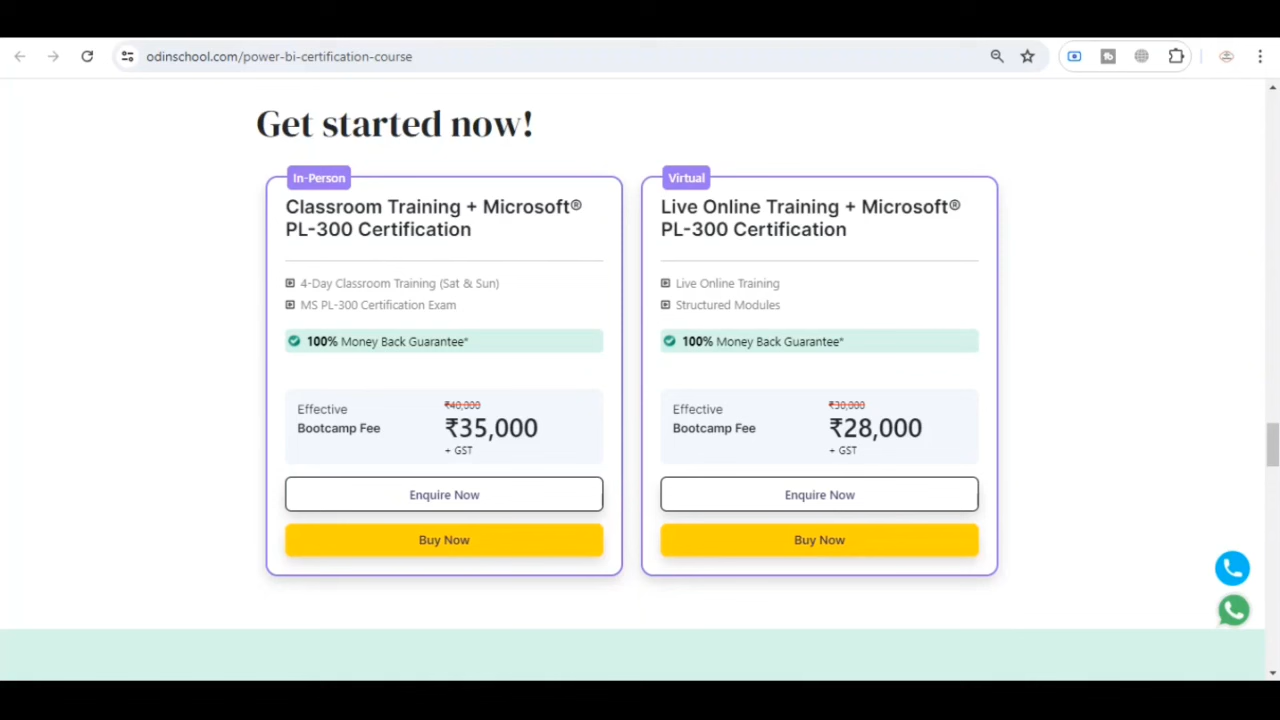 odinschool.com/power-bi-certification-course
Get started now!
In-Person
Classroom Training + Microsoft®
PL-300 Certification
4-Day Classroom Training (Sat & Sun)
MS PL-300 Certification Exam
100% Money Back Guarantee*
Effective
Bootcamp Fee
₹40,000
₹35,000
+ GST
Enquire Now
Buy Now
Virtual
Live Online Training + Microsoft®
PL-300 Certification
Live Online Training
Structured Modules
100% Money Back Guarantee*
Effective
Bootcamp Fee
₹30,000
₹28,000
+ GST
Enquire Now
Buy Now